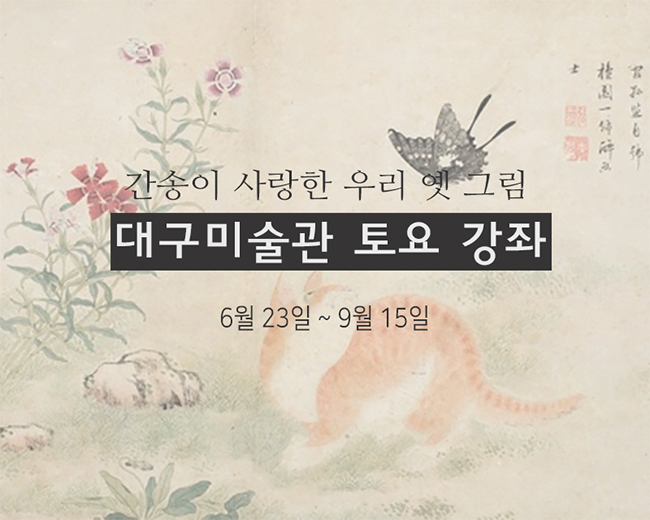 간송이 사랑한 우리 옛 그림
대구미술관 토요 강좌
6월 23일 ~ 9월 15일
士